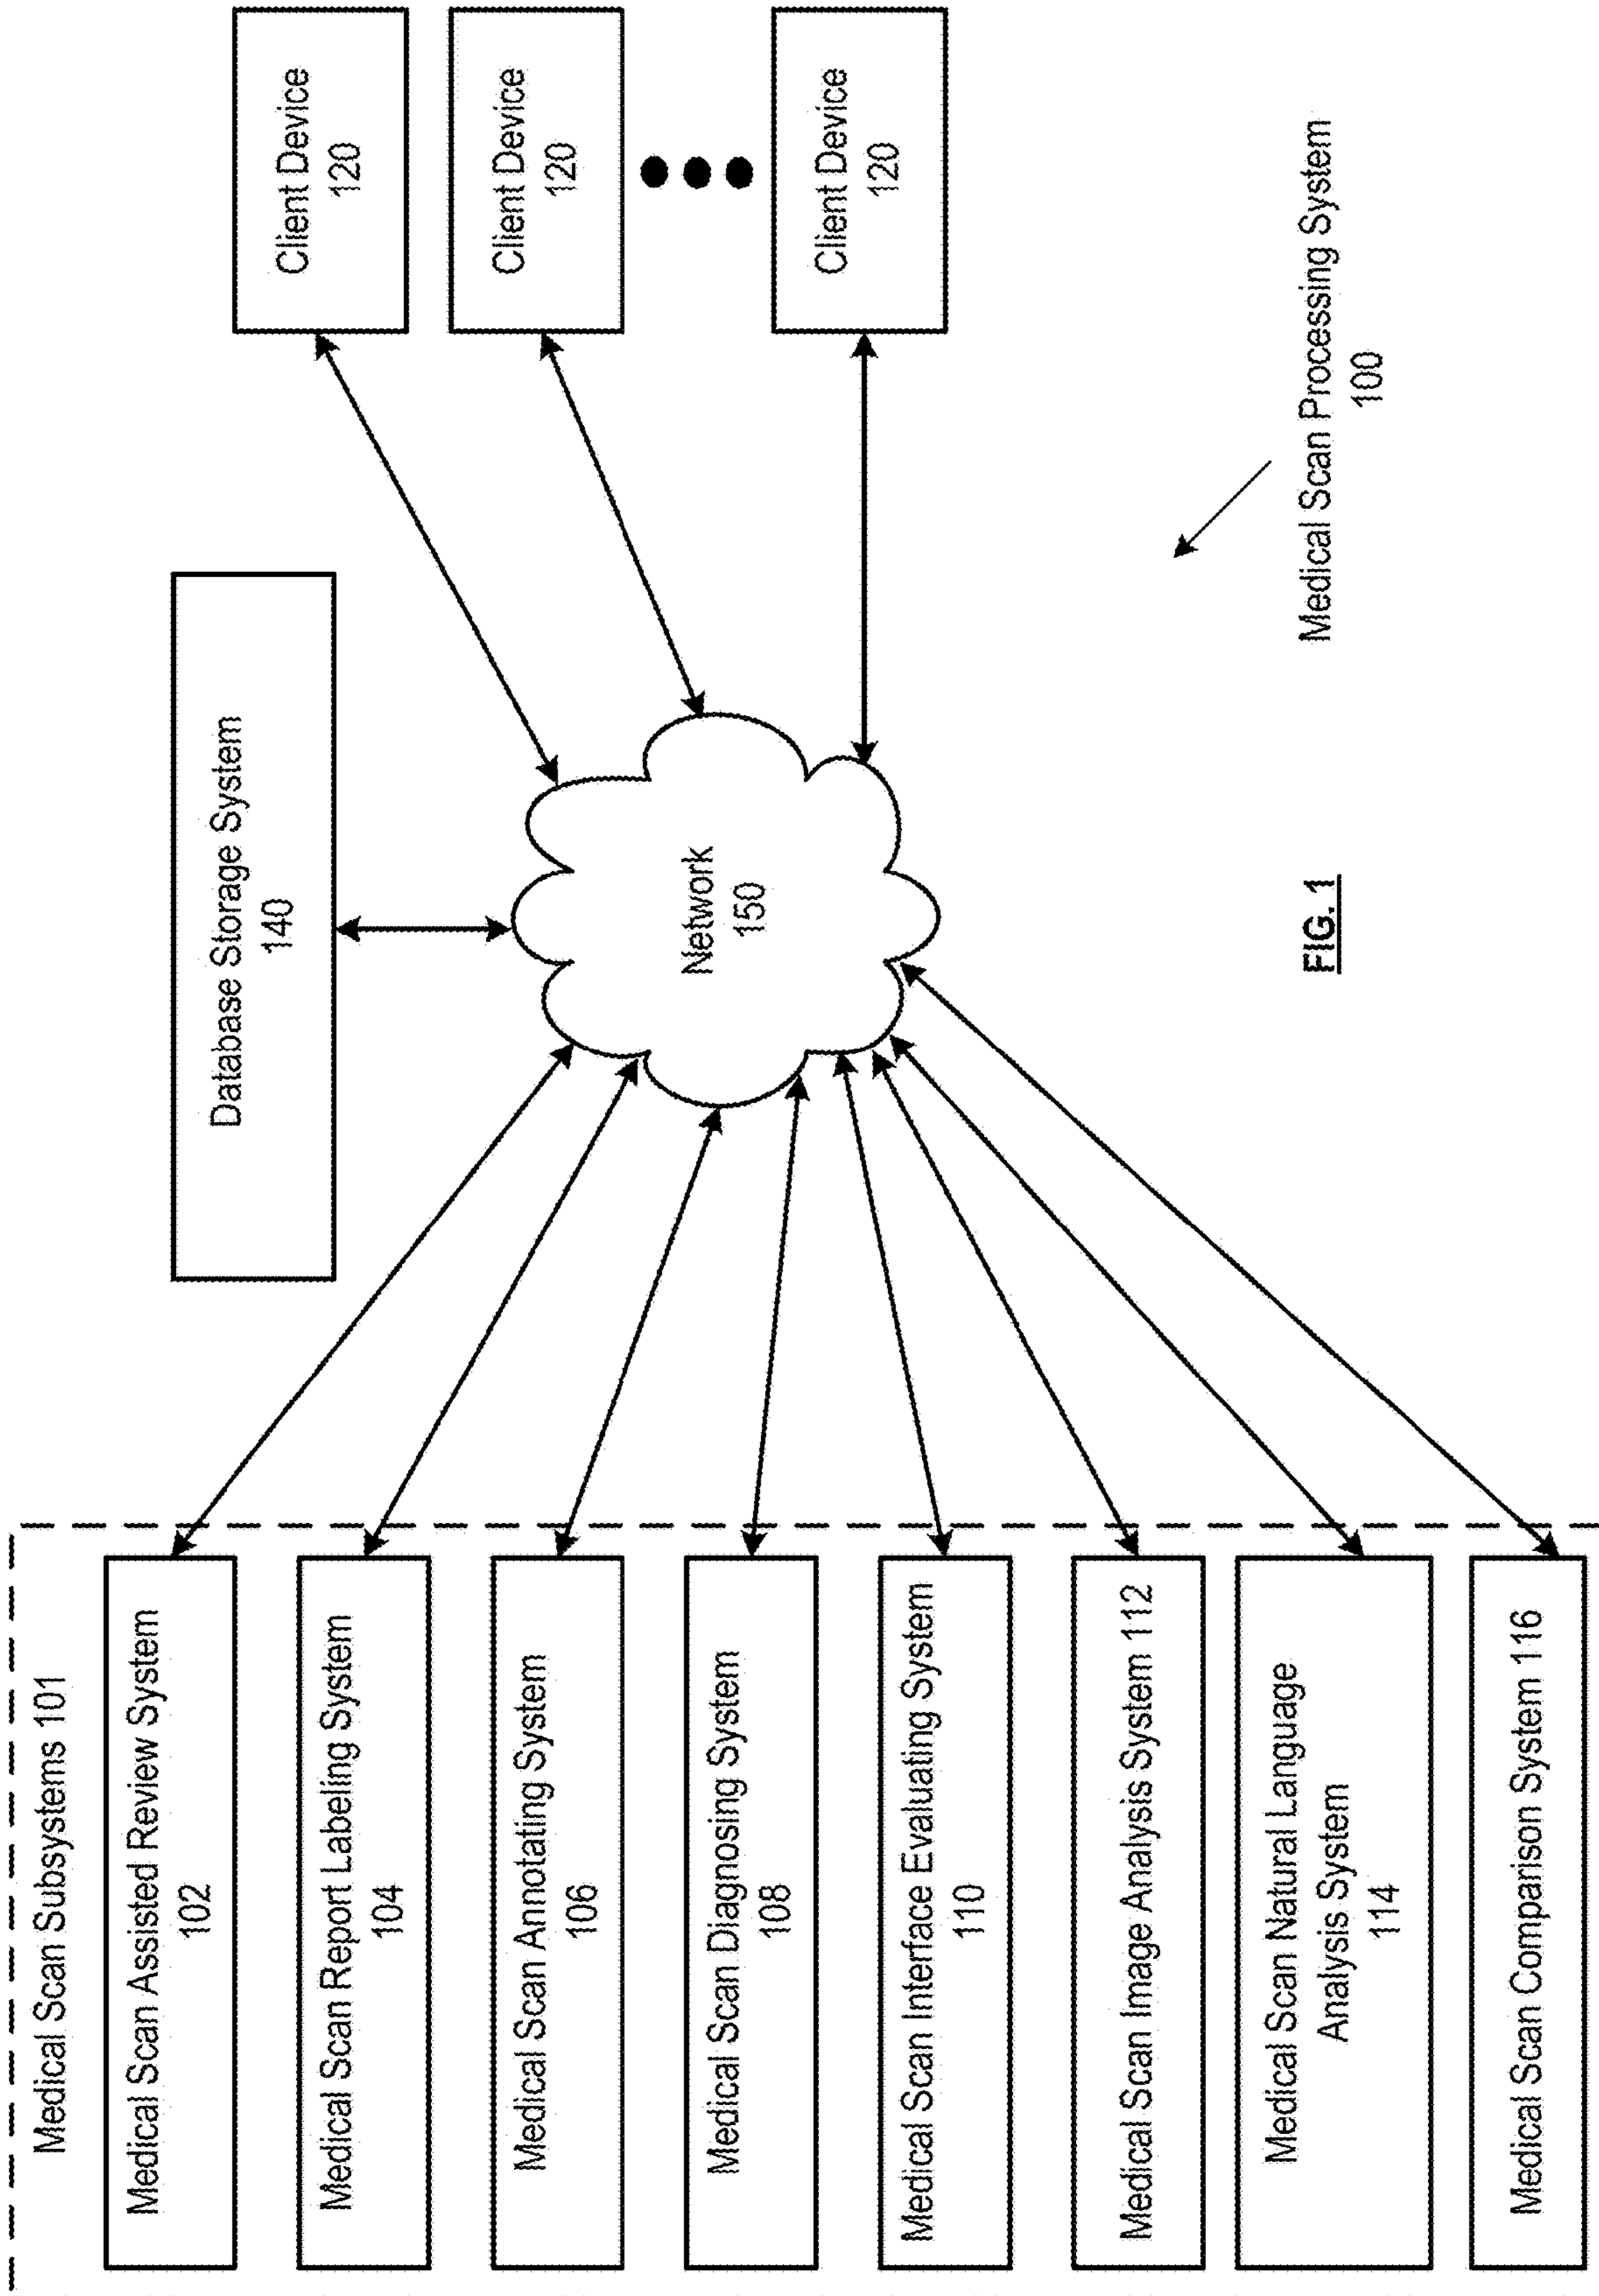 Medical Scan Subsystems 101
Medical Scan Assisted Review System
102
Medical Scan Report Labeling System
104
Medical Scan Annotating System
106
Medical Scan Diagnosing System
108
Medical Scan Interface Evaluating System
110
Medical Scan Image Analysis System 112
Medical Scan Natural Language
Analysis System
114
Medical Scan Comparison System 116
Database Storage System
140
Network
150
Client Device
120
Client Device
120
Client Device
120
Medical Scan Processing System
100
FIG. 1